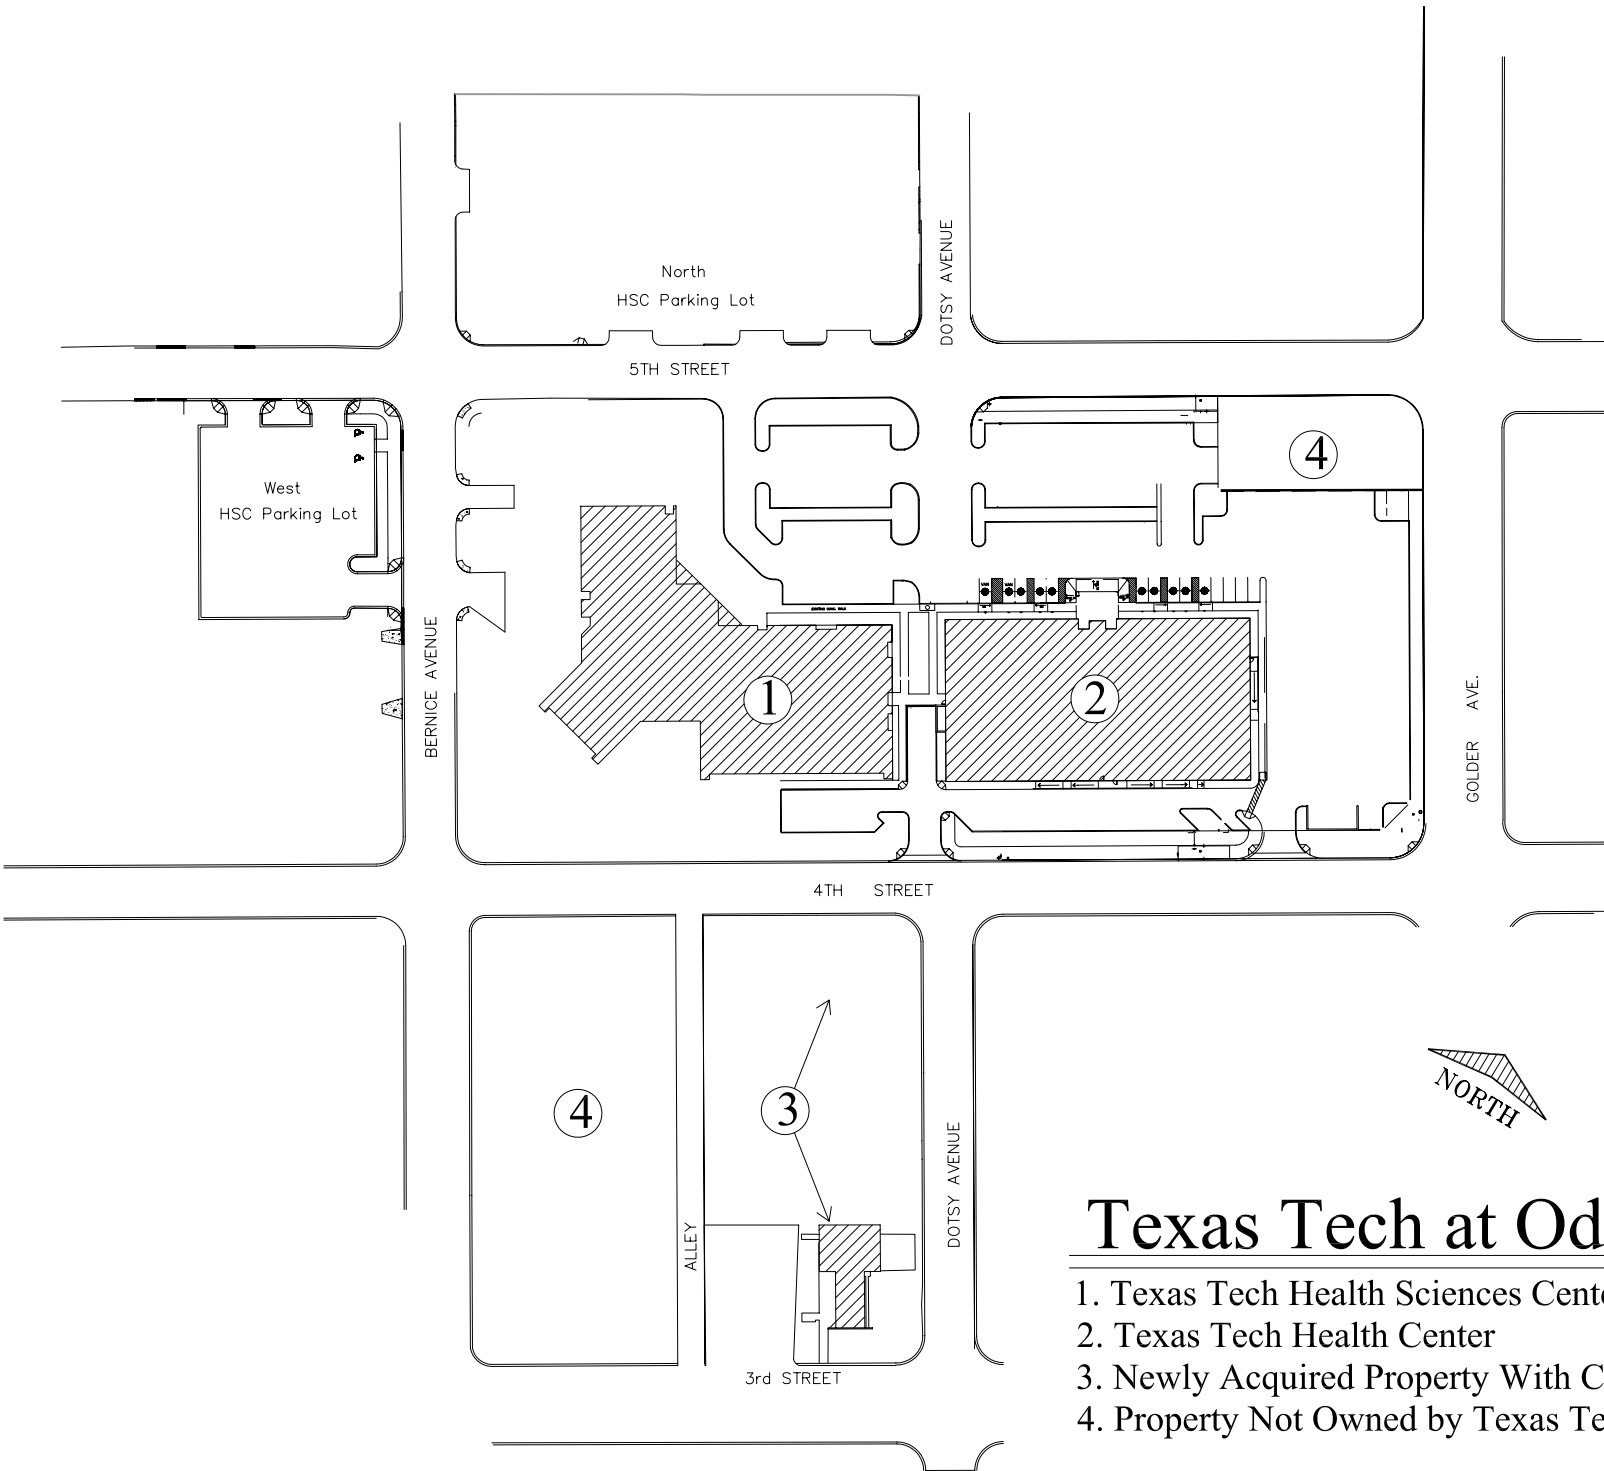 DOTSY AVENUE
North
HSC Parking Lot
5TH STREET
4
West
HSC Parking Lot
BERNICE AVENUE
1
2
GOLDER AVE.
4TH STREET
4
3
NORTH
ALLEY
DOTSY AVENUE
3rd STREET
Texas Tech at Od
1. Texas Tech Health Sciences Cent
2. Texas Tech Health Center
3. Newly Acquired Property With C
4. Property Not Owned by Texas Te